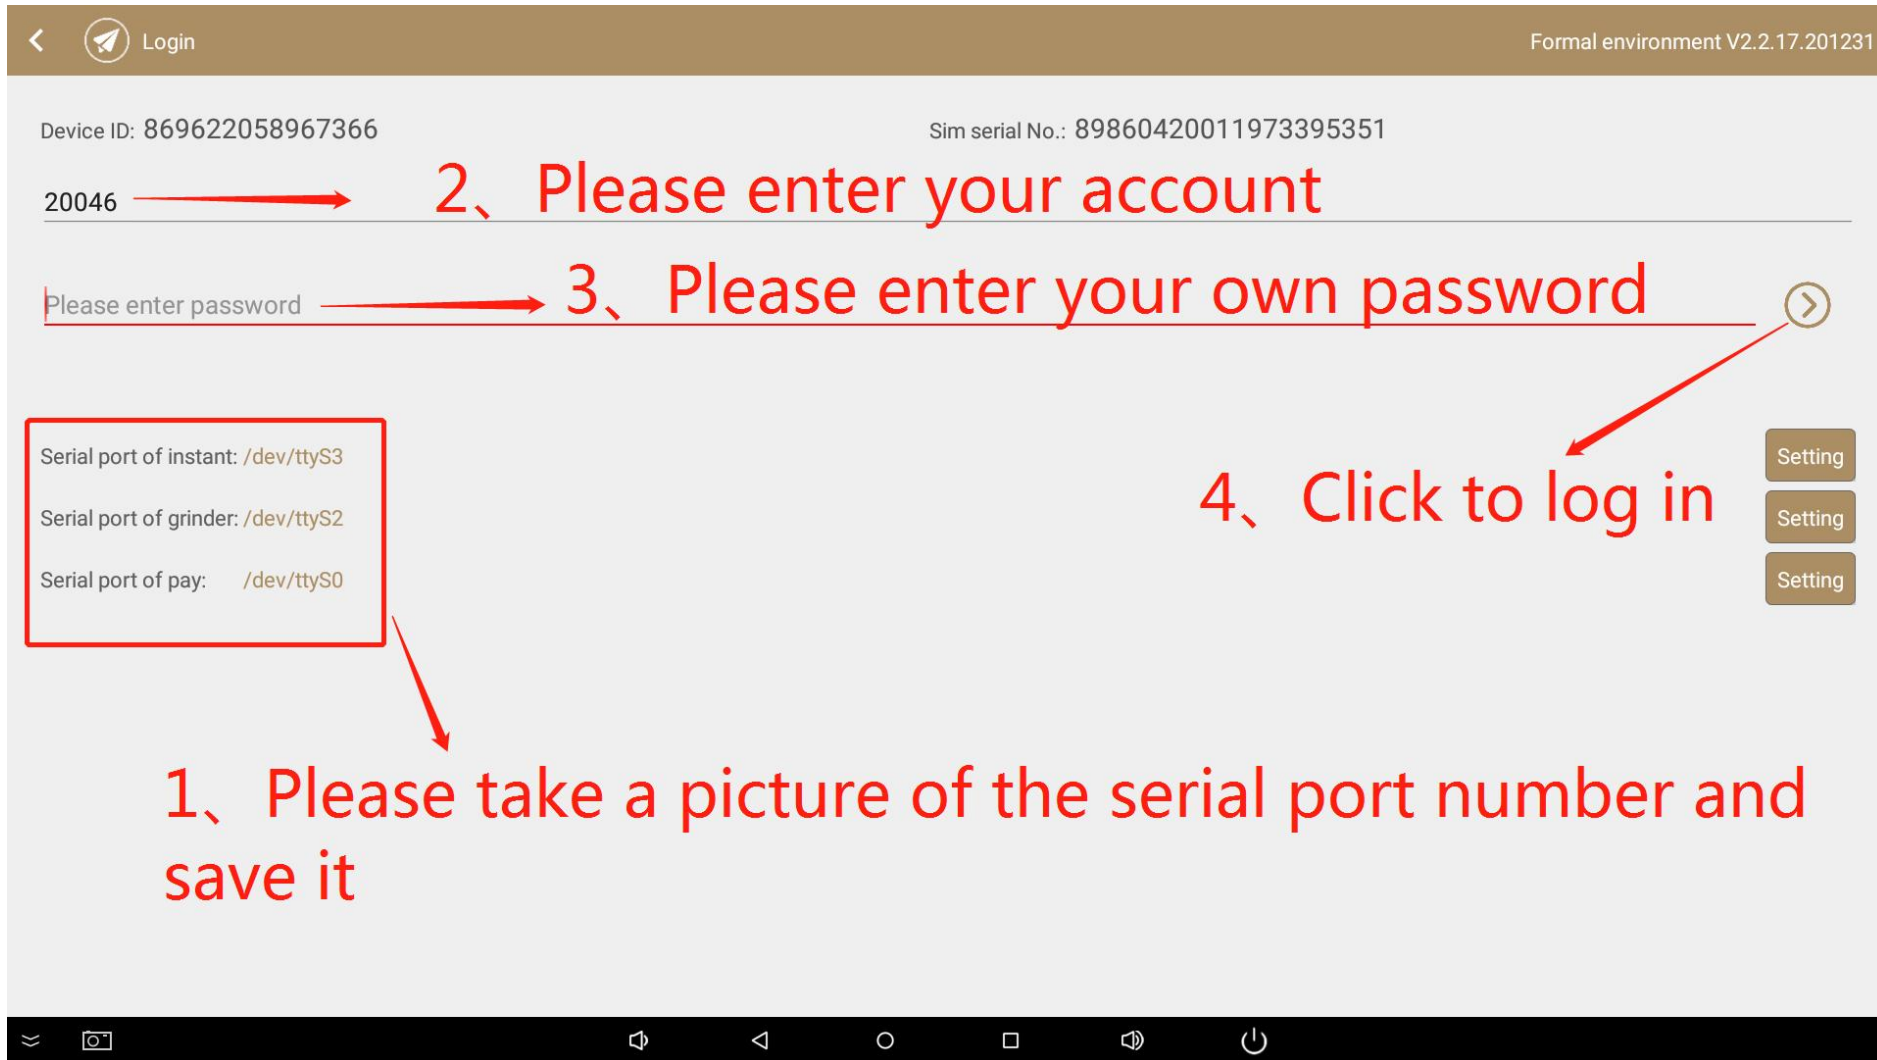 Login
Formal environment V2.2.17.201231
Device ID: 869622058967366
Sim serial No.: 89860420011973395351
20046
2、Please enter your account
Please enter password
3、Please enter your own password
Serial port of instant: /dev/ttyS3
Setting
4、Click to log in
Serial port of grinder: /dev/ttyS2
Setting
Serial port of pay: /dev/ttyS0
Setting
1、Please take a picture of the serial port number and
save it